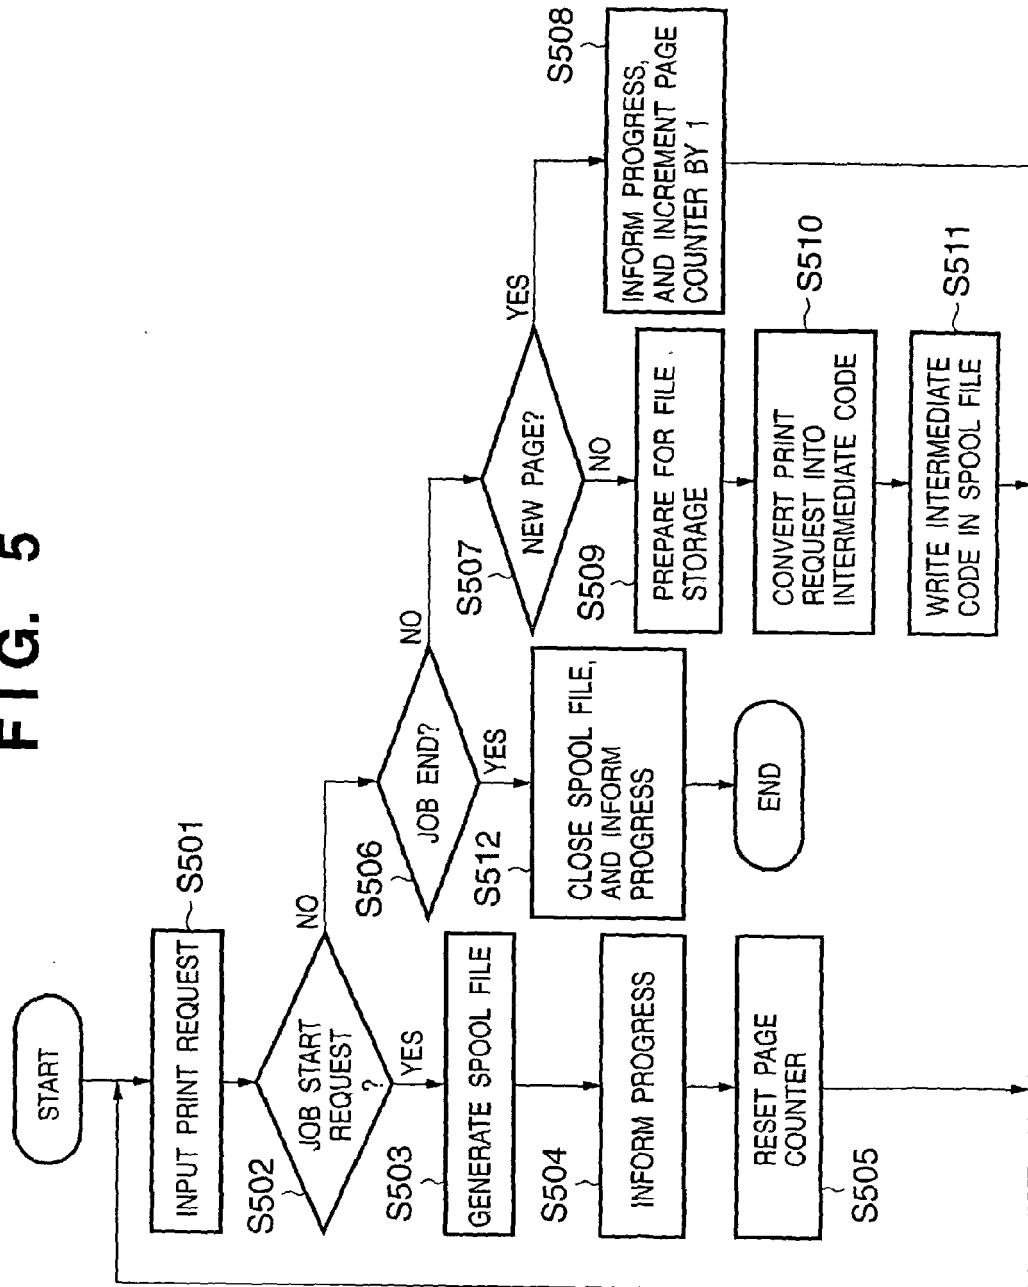 FIG. 5
START
INPUT PRINT REQUEST
S501
JOB START
REQUEST
?
S502
YES
NO
GENERATE SPOOL FILE
S503
INFORM PROGRESS
S504
RESET PAGE
COUNTER
S505
JOB END?
S506
YES
NO
CLOSE SPOOL FILE,
AND INFORM
PROGRESS
S512
END
NEW PAGE?
S507
YES
NO
INFORM PROGRESS,
AND INCREMENT PAGE
COUNTER BY 1
S508
PREPARE FOR FILE
STORAGE
S509
CONVERT PRINT
REQUEST INTO
INTERMEDIATE CODE
S510
WRITE INTERMEDIATE
CODE IN SPOOL FILE
S511